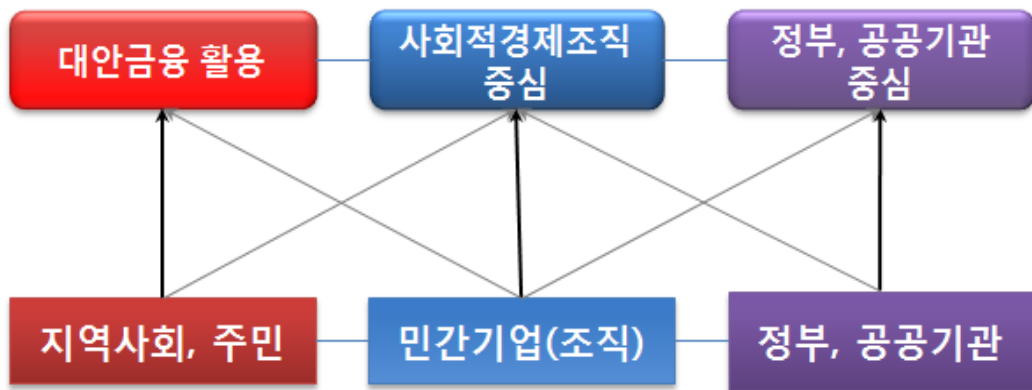 대안금융 활용
사회적경제조직
중심
정부, 공공기관
중심
지역사회, 주민
민간기업(조직)
정부, 공공기관